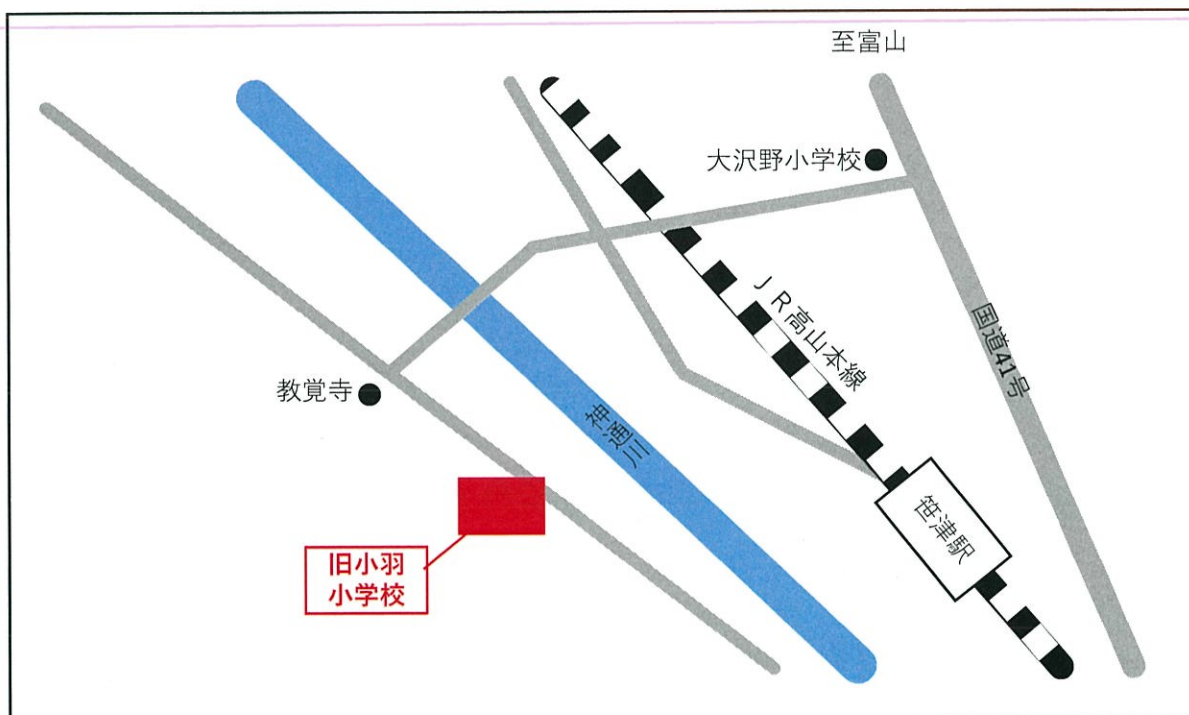 至富山
大沢野小学校
JR高山本線
国道41号
教覚寺
神通川
笹津駅
旧小羽
小学校